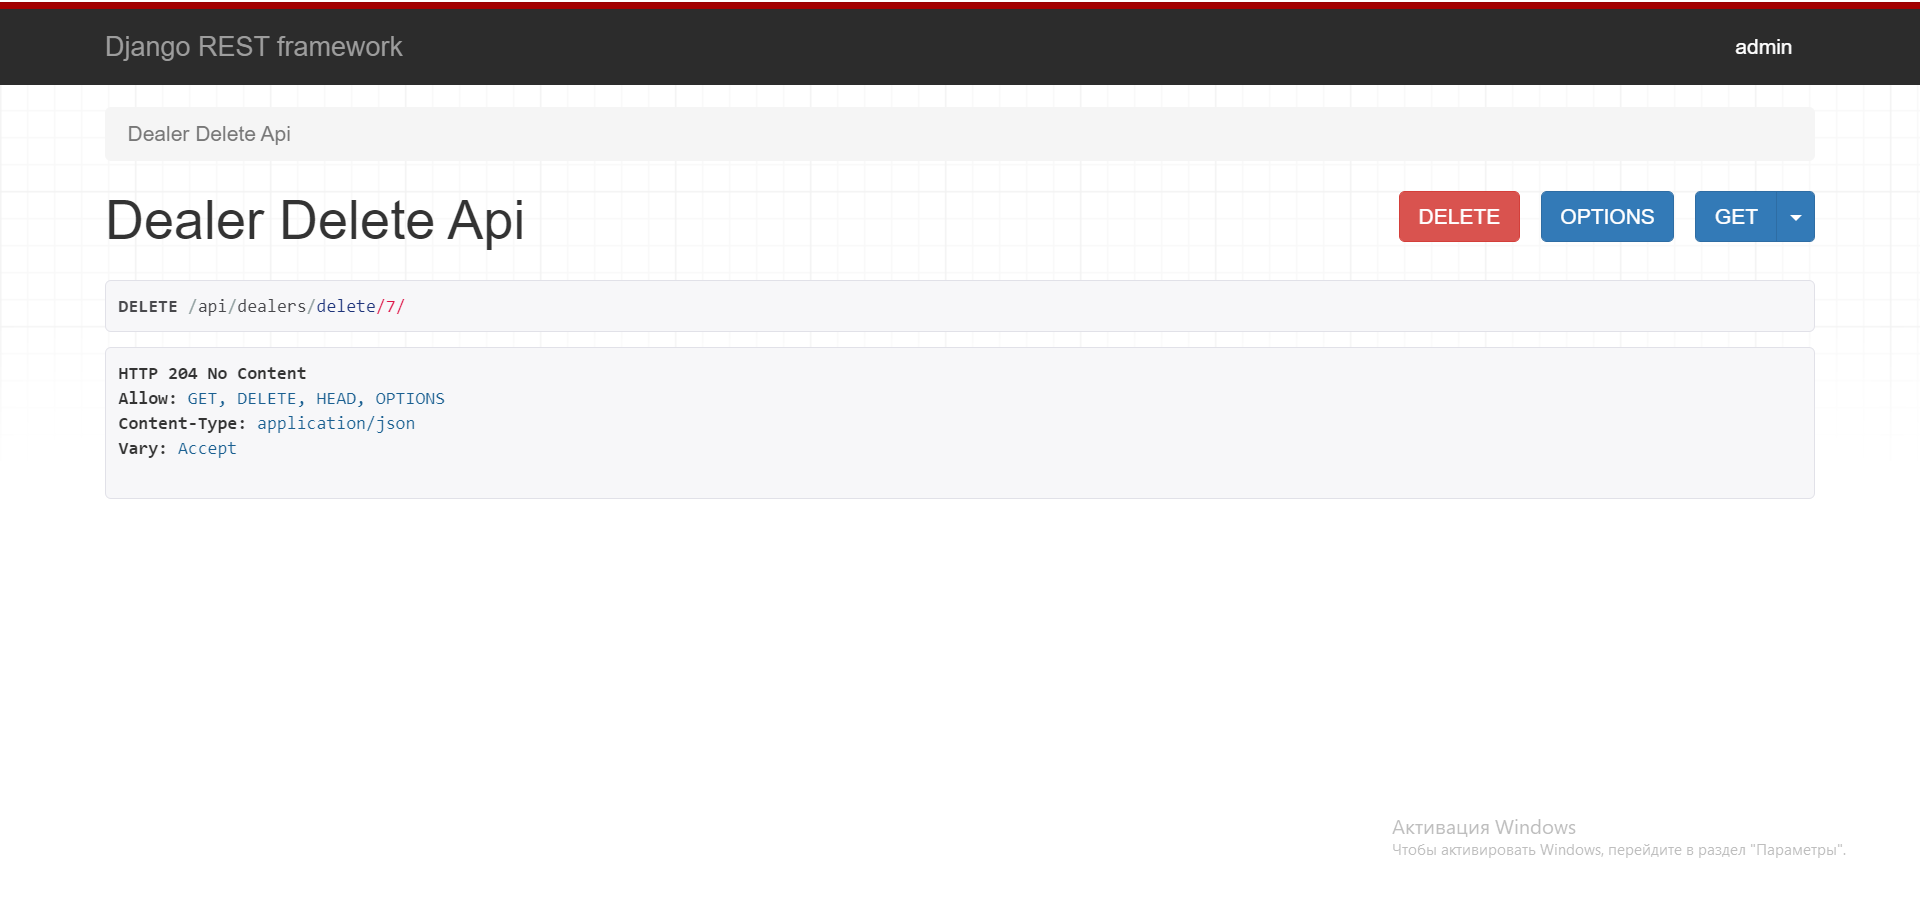 Django REST framework
admin
Dealer Delete Api
Dealer Delete Api
DELETE
OPTIONS
GET
DELETE /api/dealers/delete/7/
HTTP 204 No Content
Allow: GET, DELETE, HEAD, OPTIONS
Content-Type: application/json
Vary: Accept
Активация Windows
Чтобы активировать Windows, перейдите в раздел "Параметры".